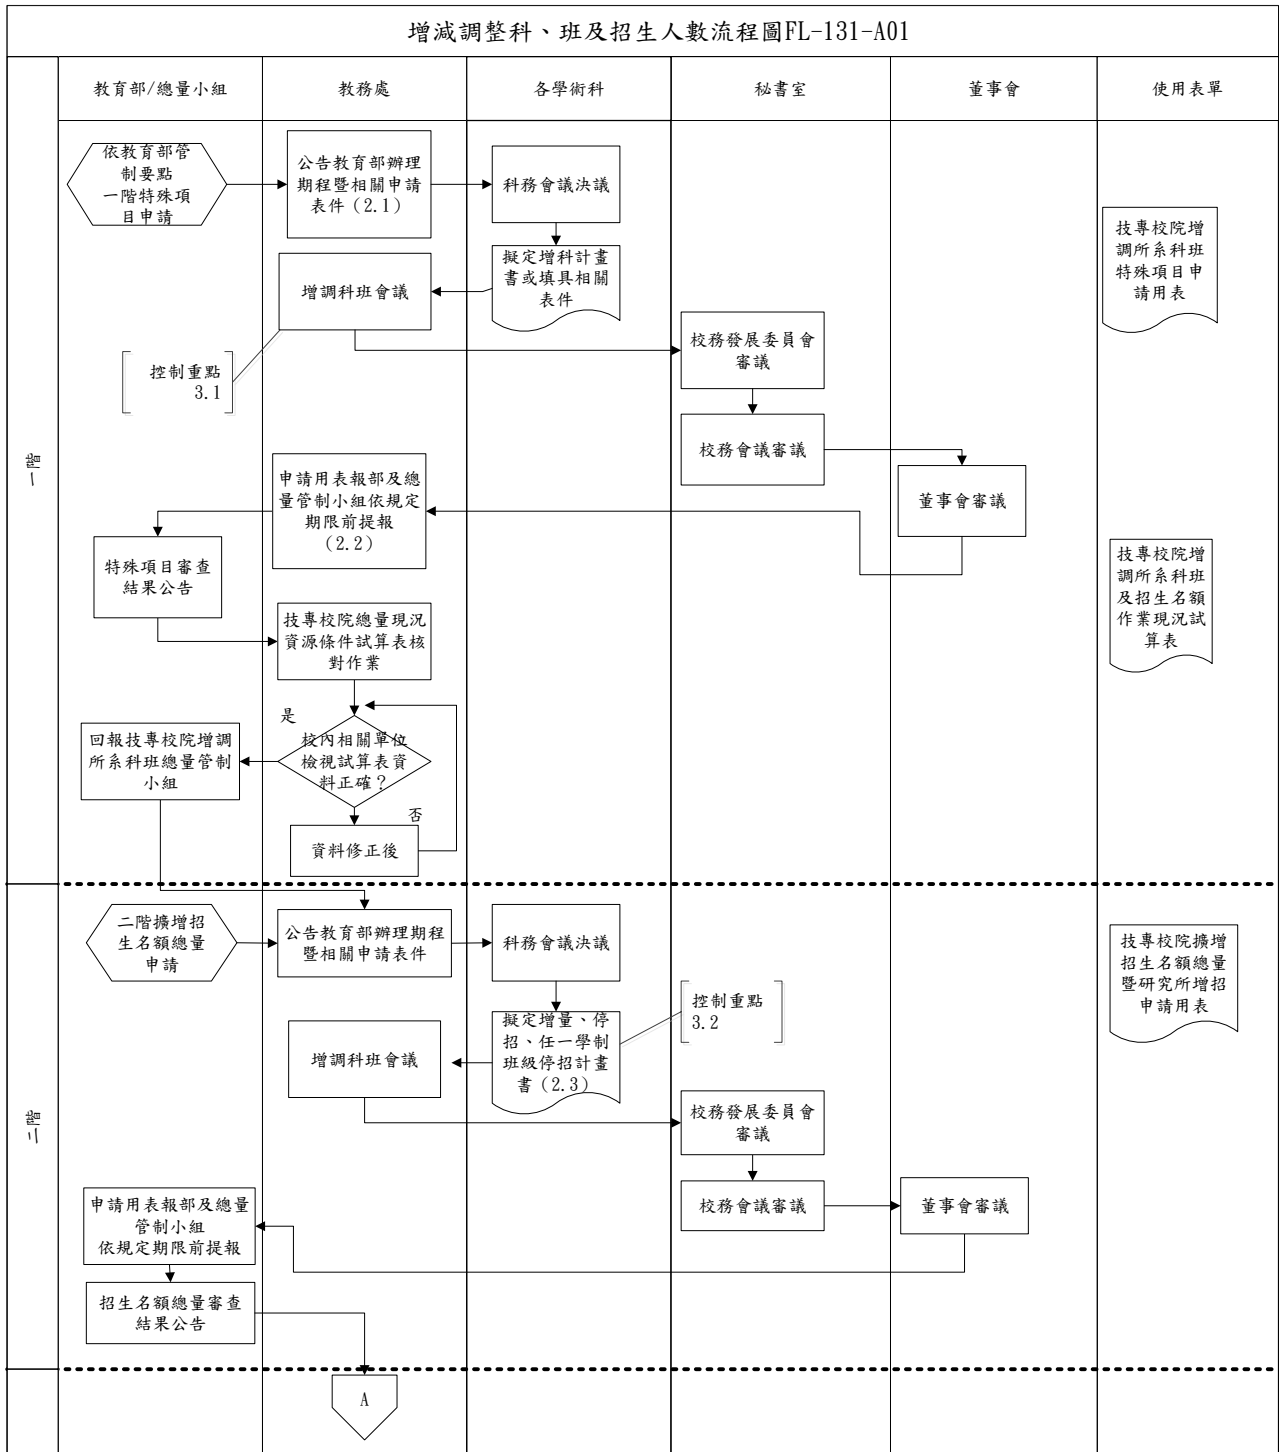 增減調整科、班及招生人數流程圖FL-131-A01
教育部/總量小組
教務處
各學術科
秘書室
董事會
使用表單
一階
依教育部管
制要點
一階特殊項
目申請
公告教育部辦理
期程暨相關申請
表件（2.1）
科務會議決議
擬定增科計畫
書或填具相關
表件
增調科班會議
控制重點
3.1
校務發展委員會
審議
校務會議審議
董事會審議
申請用表報部及總
量管制小組依規定
期限前提報
（2.2）
特殊項目審查
結果公告
技專校院總量現況
資源條件試算表核
對作業
校內相關單位
檢視試算表資
料正確？
是
否
回報技專校院增調
所系科班總量管制
小組
資料修正後
技專校院增
調所系科班
特殊項目申
請用表
技專校院增
調所系科班
及招生名額
作業現況試
算表
二階
二階擴增招
生名額總量
申請
公告教育部辦理期程
暨相關申請表件
科務會議決議
擬定增量、停
招、任一學制
班級停招計畫
書（2.3）
控制重點
3.2
增調科班會議
校務發展委員會
審議
校務會議審議
董事會審議
申請用表報部及總量
管制小組
依規定期限前提報
招生名額總量審查
結果公告
技專校院擴增
招生名額總量
暨研究所增招
申請用表
A